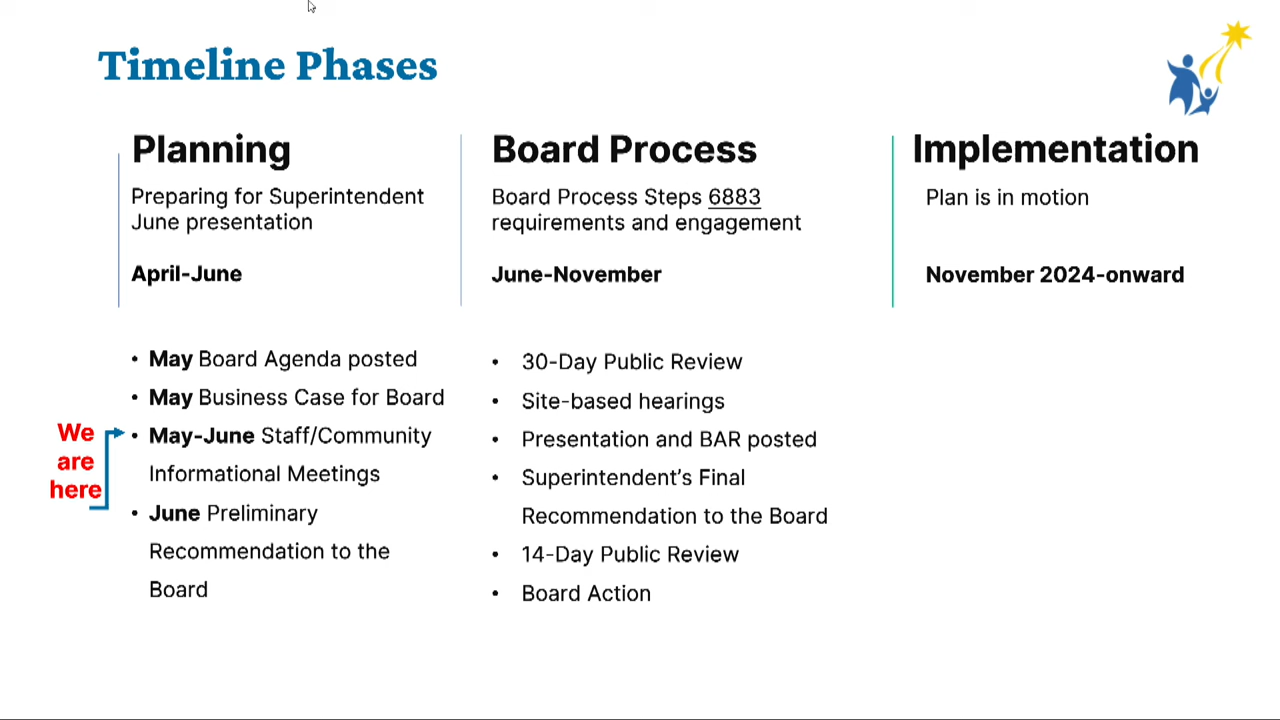 Timeline Phases
Planning
Preparing for Superintendent
June presentation
April-June
• May Board Agenda posted
• May Business Case for Board
• May-June Staff/Community
Informational Meetings
• June Preliminary
Recommendation to the
Board
We
are
here
Board Process
Board Process Steps 6883
requirements and engagement
June-November
• 30-Day Public Review
• Site-based hearings
• Presentation and BAR posted
• Superintendent's Final
Recommendation to the Board
• 14-Day Public Review
• Board Action
Implementation
Plan is in motion
November 2024-onward